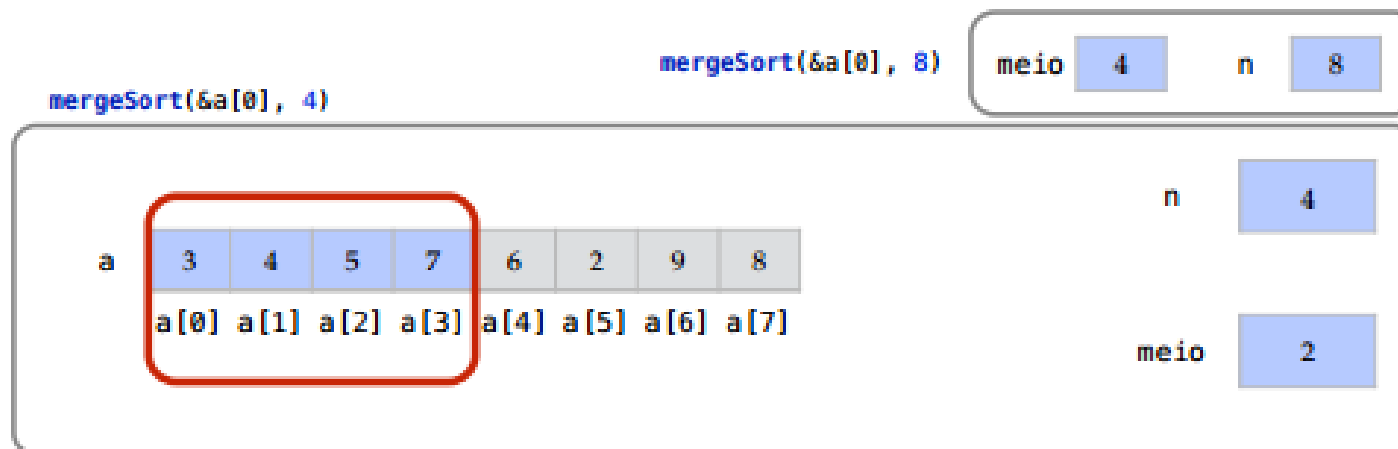 mergeSort(&a[0], 8) meio 4 n 8
mergeSort(&a[0], 4)
n 4
a 3 4 5 7 6 2 9 8
a[0] a[1] a[2] a[3] a[4] a[5] a[6] a[7]
meio 2